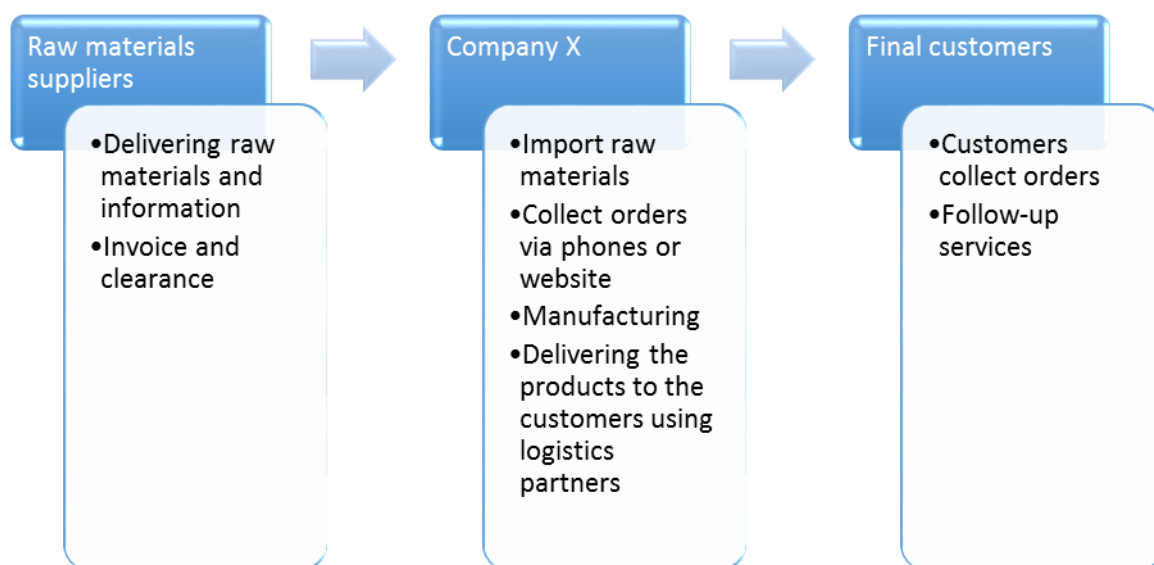 Raw materials
suppliers
•Delivering raw
materials and
information
•Invoice and
clearance
Company X
•Import raw
materials
•Collect orders
via phones or
website
•Manufacturing
•Delivering the
products to the
customers using
logistics
partners
Final customers
•Customers
collect orders
•Follow-up
services